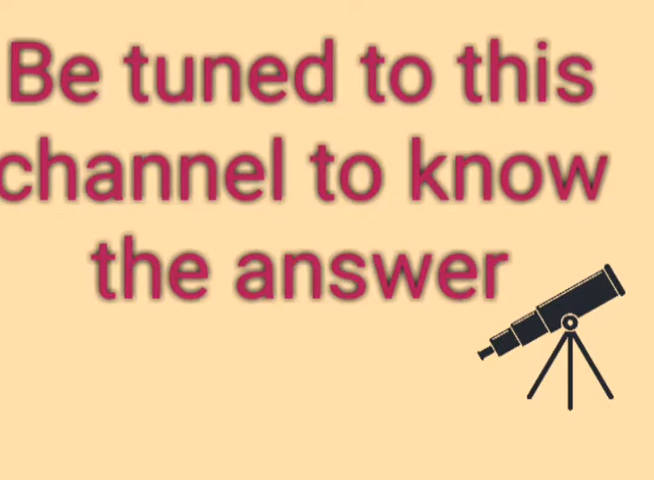 Be tuned to this
channel to know
the answer